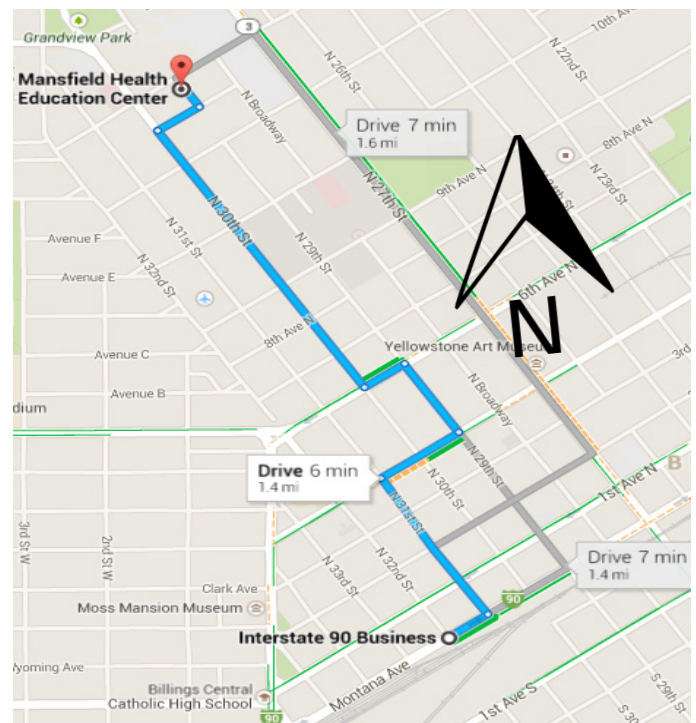 Grandview Park
3
10th Ave N
N 22nd St
N 26th St
Mansfield Health
Education Center
N Broadway
Drive 7 min
1.6 mi
8th Ave N
9th Ave N
N 23rd St
N 27th St
N 30th St
N 31st St
N 32nd St
N 29th St
Avenue F
Avenue E
6th Ave N
N
8th Ave N
Avenue C
Yellowstone Art Museum
Avenue B
N Broadway
dium
Drive 6 min
1.4 mi
N 29th St
N 30th St
B
1st Ave N
N 31st St
3rd St W
2nd St W
N 33rd St
N 32nd St
Drive 7 min
1.4 mi
Clark Ave
90
Moss Mansion Museum
Interstate 90 Business
Wyoming Ave
Montana Ave
Billings Central
Catholic High School
90
1st Ave S
S 29th St
S 30